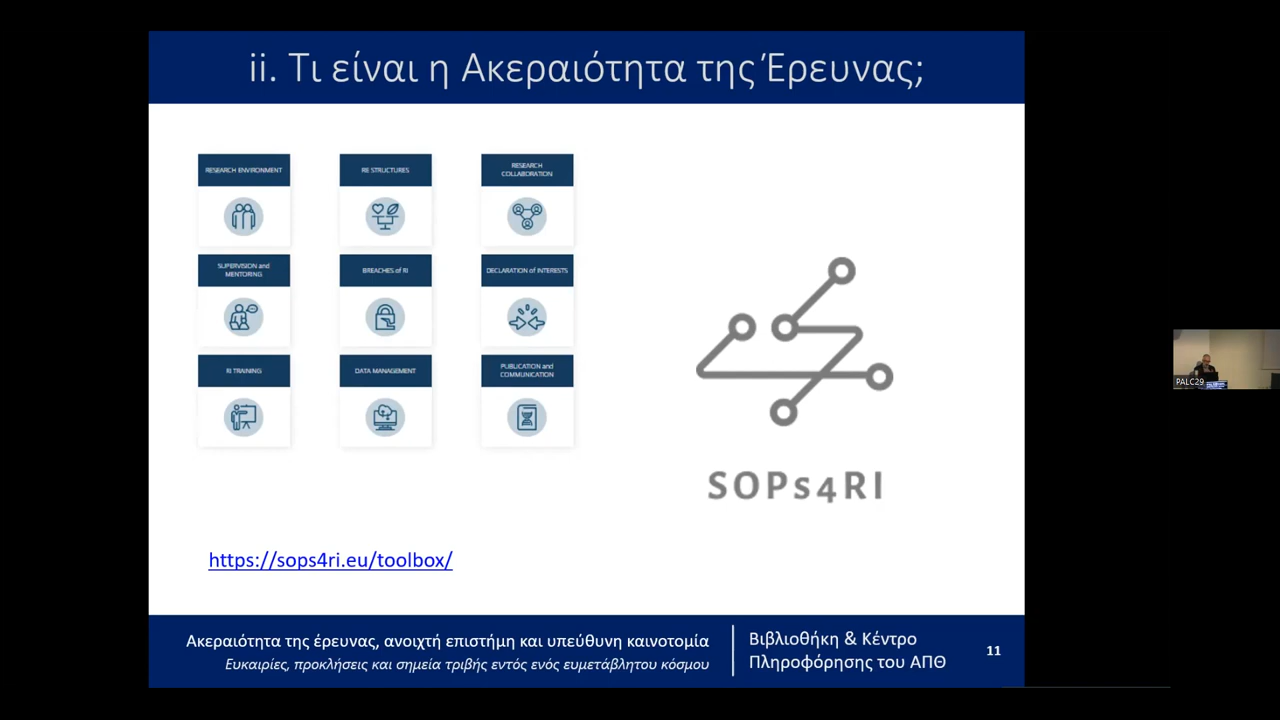 ii. Τι είναι η Ακεραιότητα της Έρευνας;
RESEARCH ENVIRONMENT
RE STRUCTURES
RESEARCH
COLLABORATION
SUPERVISION and
MENTORING
BREACHES of RI
DECLARATION of INTERESTS
RI TRAINING
DATA MANAGEMENT
PUBLICATION and
COMMUNICATION
SOPs4RI
https://sops4ri.eu/toolbox/
PALC29
Ακεραιότητα της έρευνας, ανοιχτή επιστήμη και υπεύθυνη καινοτομία
Ευκαιρίες, προκλήσεις και σημεία τριβής εντός ενός ευμετάβλητου κόσμου
Βιβλιοθήκη & Κέντρο
Πληροφόρησης του ΑΠΘ
11